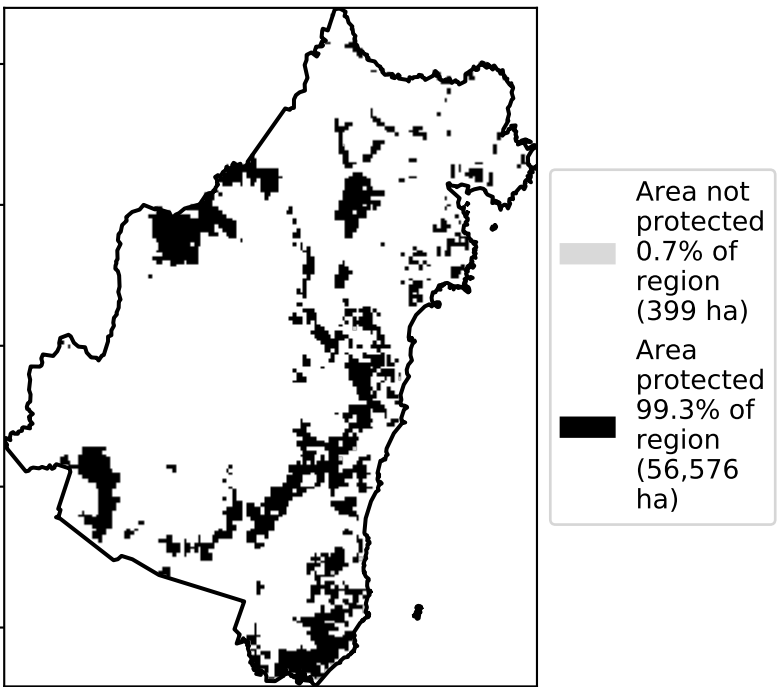 Area not
protected
0.7% of
region
(399 ha)
Area
protected
99.3% of
region
(56,576
ha)